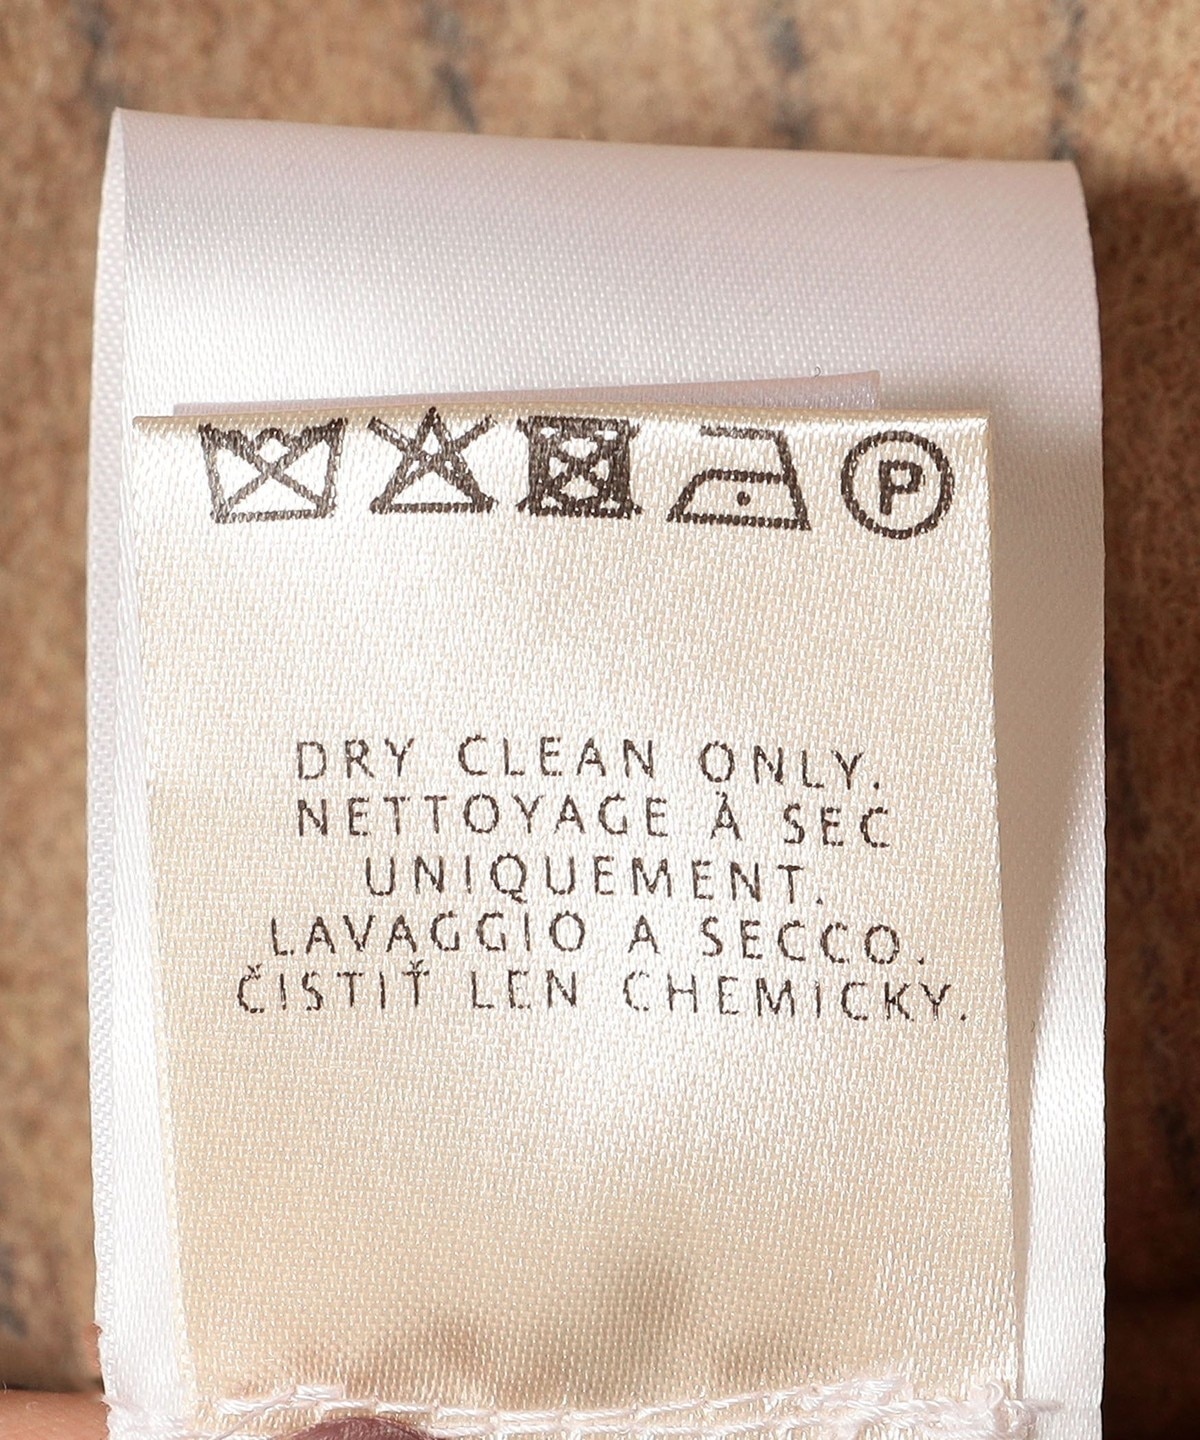 P
DRY CLEAN ONLY.
NETTOYAGE À SEC
UNIQUEMENT.
LAVAGGIO A SECCO.
ČISTIŤ LEN CHEMICKY.